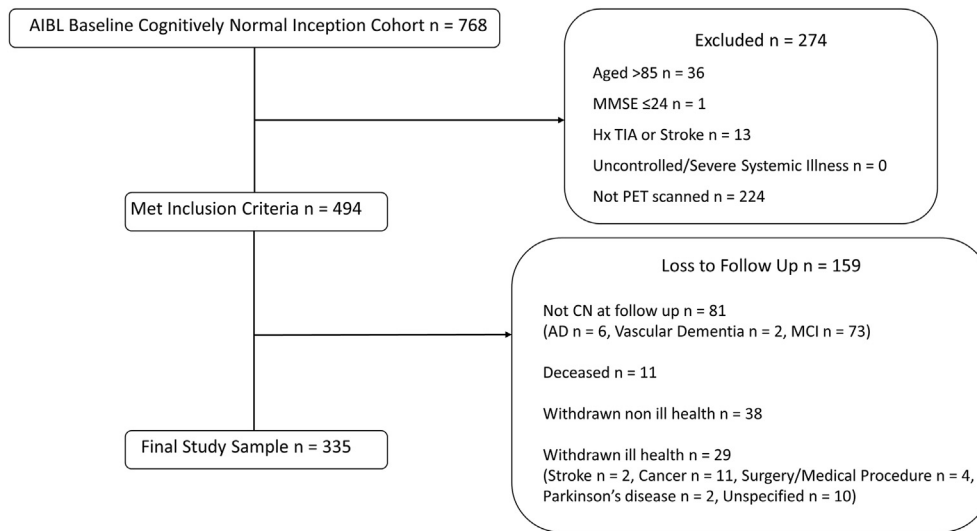 AIBL Baseline Cognitively Normal Inception Cohort n = 768
Excluded n = 274
Aged >85 n = 36
MMSE ≤24 n = 1
Hx TIA or Stroke n = 13
Uncontrolled/Severe Systemic Illness n = 0
Not PET scanned n = 224
Met Inclusion Criteria n = 494
Loss to Follow Up n = 159
Not CN at follow up n = 81
(AD n = 6, Vascular Dementia n = 2, MCI n = 73)
Deceased n = 11
Withdrawn non ill health n = 38
Withdrawn ill health n = 29
(Stroke n = 2, Cancer n = 11, Surgery/Medical Procedure n = 4,
Parkinson’s disease n = 2, Unspecified n = 10)
Final Study Sample n = 335